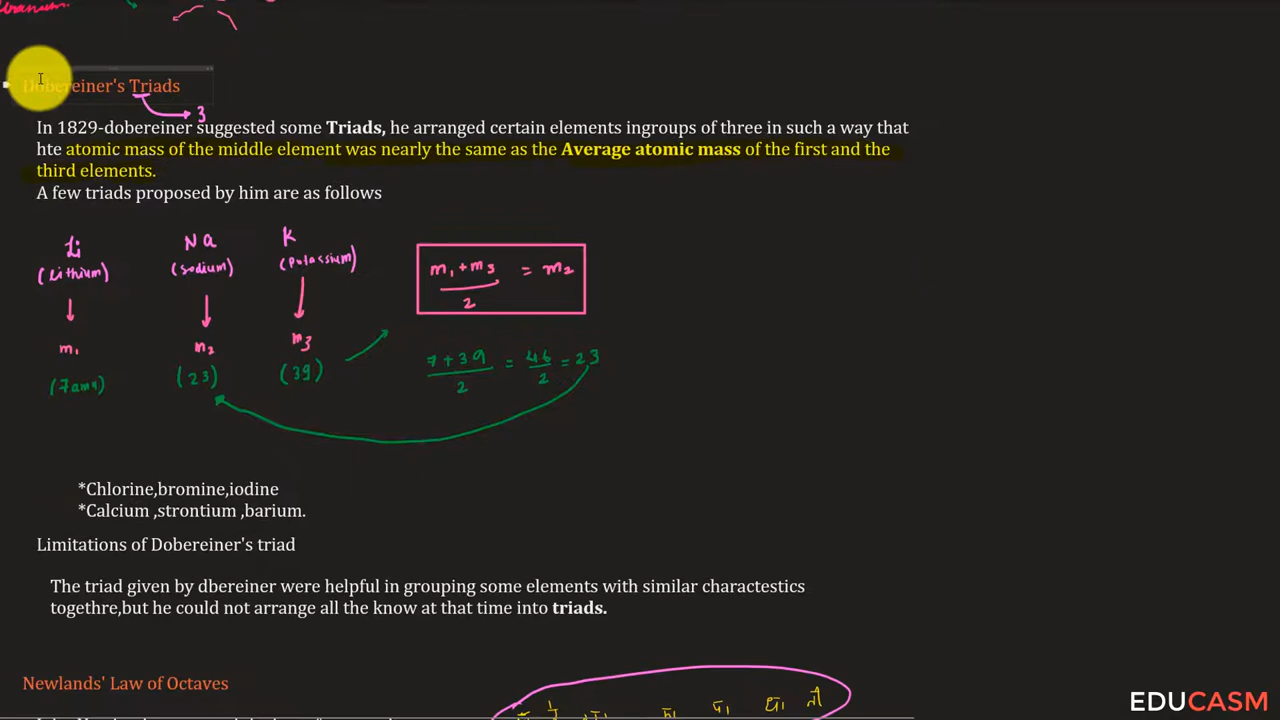 Dobereiner's Triads
3
In 1829-dobereiner suggested some Triads, he arranged certain elements ingroups of three in such a way that
hte atomic mass of the middle element was nearly the same as the Average atomic mass of the first and the
third elements.
A few triads proposed by him are as follows
Li Na K
(Lithium) (sodium) (Potassium)
m₁ m₂ m₃
(7amu) (23) (39)
m₁+m₃/2 = m₂
7+39/2 = 46/2 = 23
*Chlorine,bromine,iodine
*Calcium ,strontium ,barium.
Limitations of Dobereiner's triad
The triad given by dbereiner were helpful in grouping some elements with similar charactestics
togethre,but he could not arrange all the know at that time into triads.
Newlands' Law of Octaves
EDUCASM